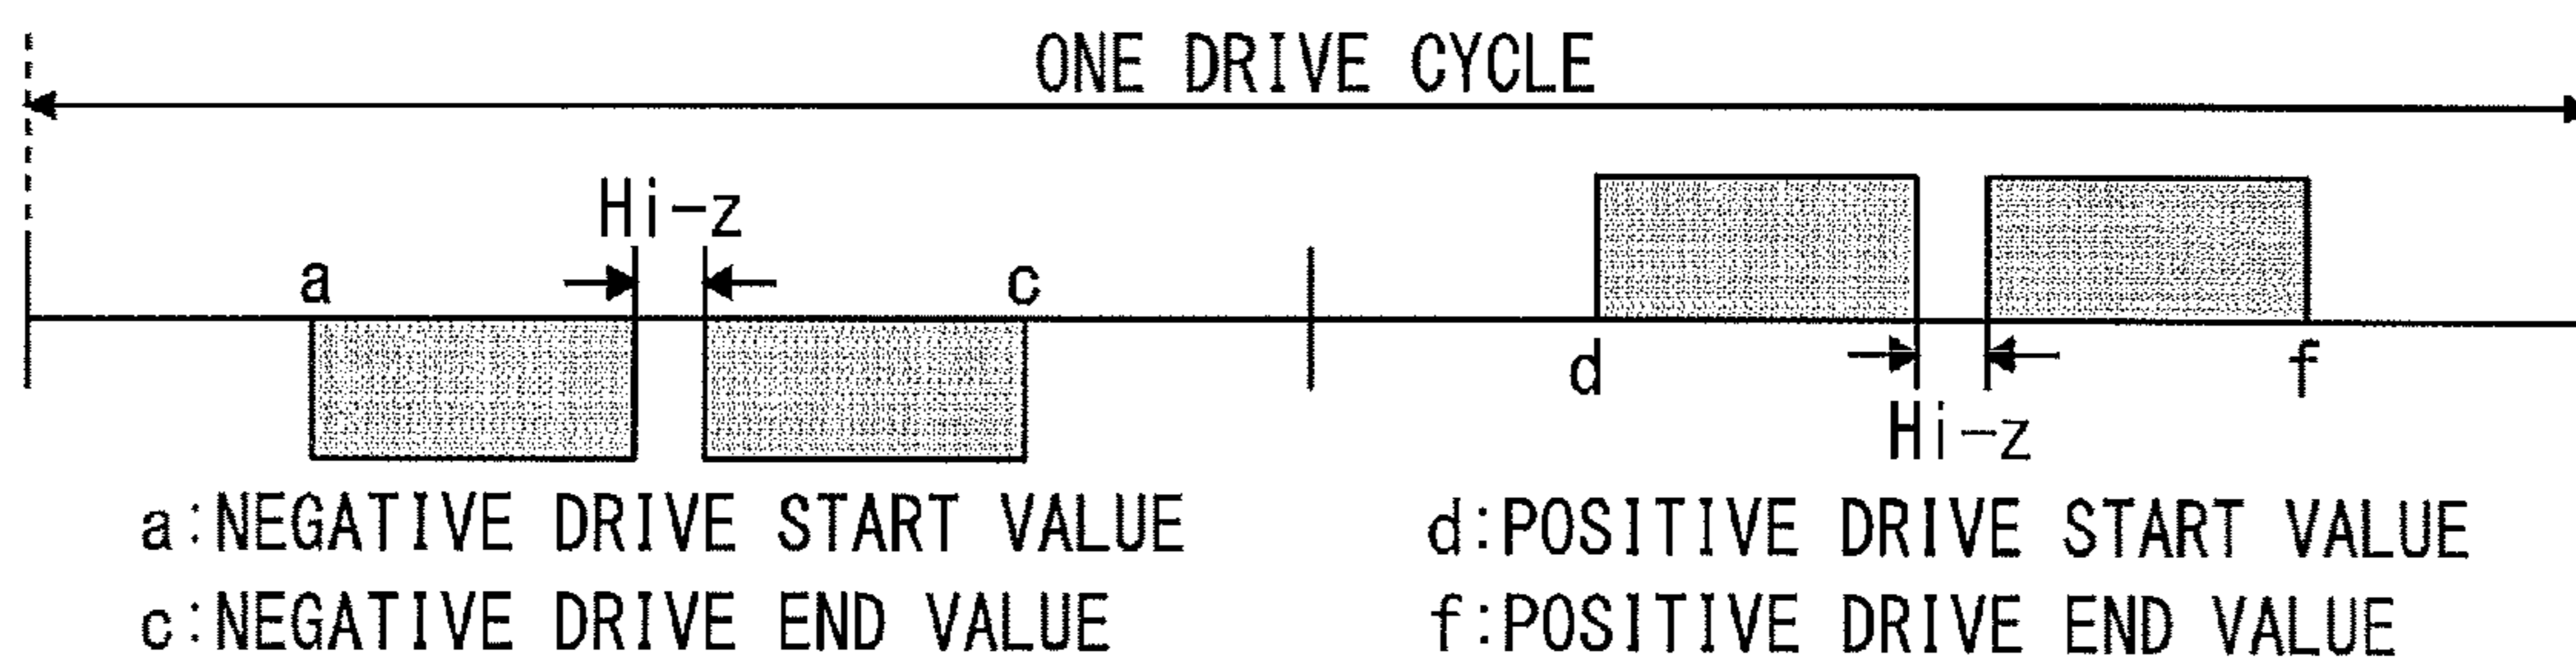 ONE DRIVE CYCLE
Hi-z
a
c
d
f
Hi-z
a:NEGATIVE DRIVE START VALUE
c:NEGATIVE DRIVE END VALUE
d:POSITIVE DRIVE START VALUE
f:POSITIVE DRIVE END VALUE